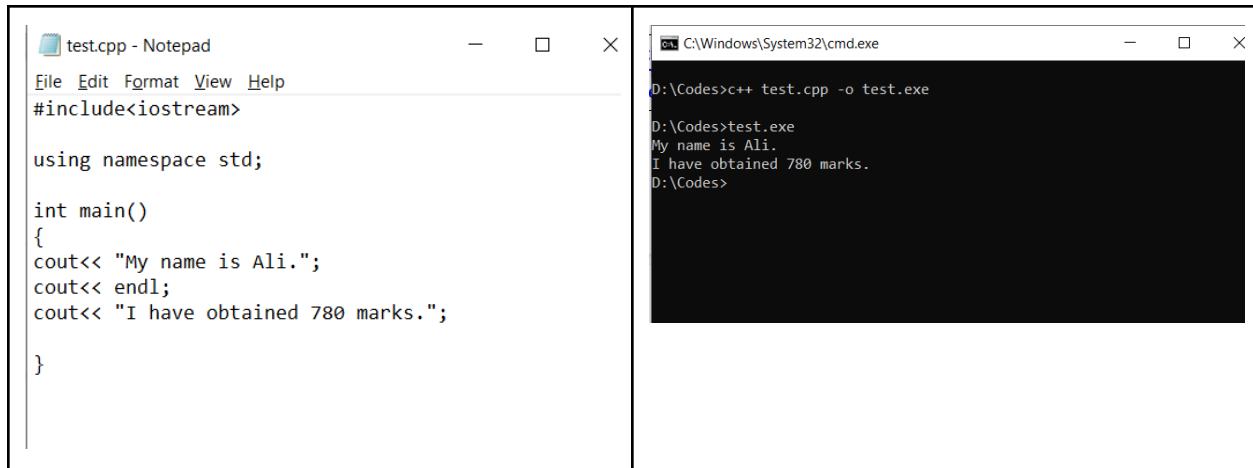 test.cpp - Notepad
File Edit Format View Help
#include<iostream>
using namespace std;
int main()
{
cout<< "My name is Ali.";
cout<< endl;
cout<< "I have obtained 780 marks.";
}
C:\Windows\System32\cmd.exe
D:\Codes>c++ test.cpp -o test.exe
D:\Codes>test.exe
My name is Ali.
I have obtained 780 marks.
D:\Codes>